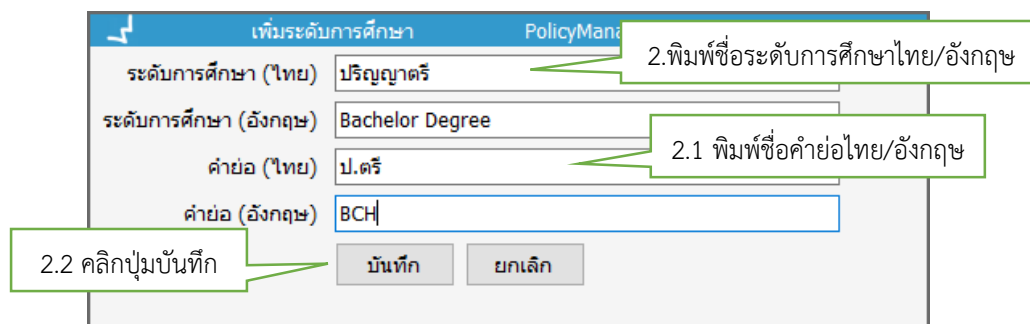 เพิ่มระดับการศึกษา PolicyMana
2.พิมพ์ชื่อระดับการศึกษาไทย/อังกฤษ
ระดับการศึกษา (ไทย) ปริญญาตรี
ระดับการศึกษา (อังกฤษ) Bachelor Degree
2.1 พิมพ์ชื่อคำย่อไทย/อังกฤษ
คำย่อ (ไทย) ป.ตรี
คำย่อ (อังกฤษ) BCH
2.2 คลิกปุ่มบันทึก
บันทึก ยกเลิก